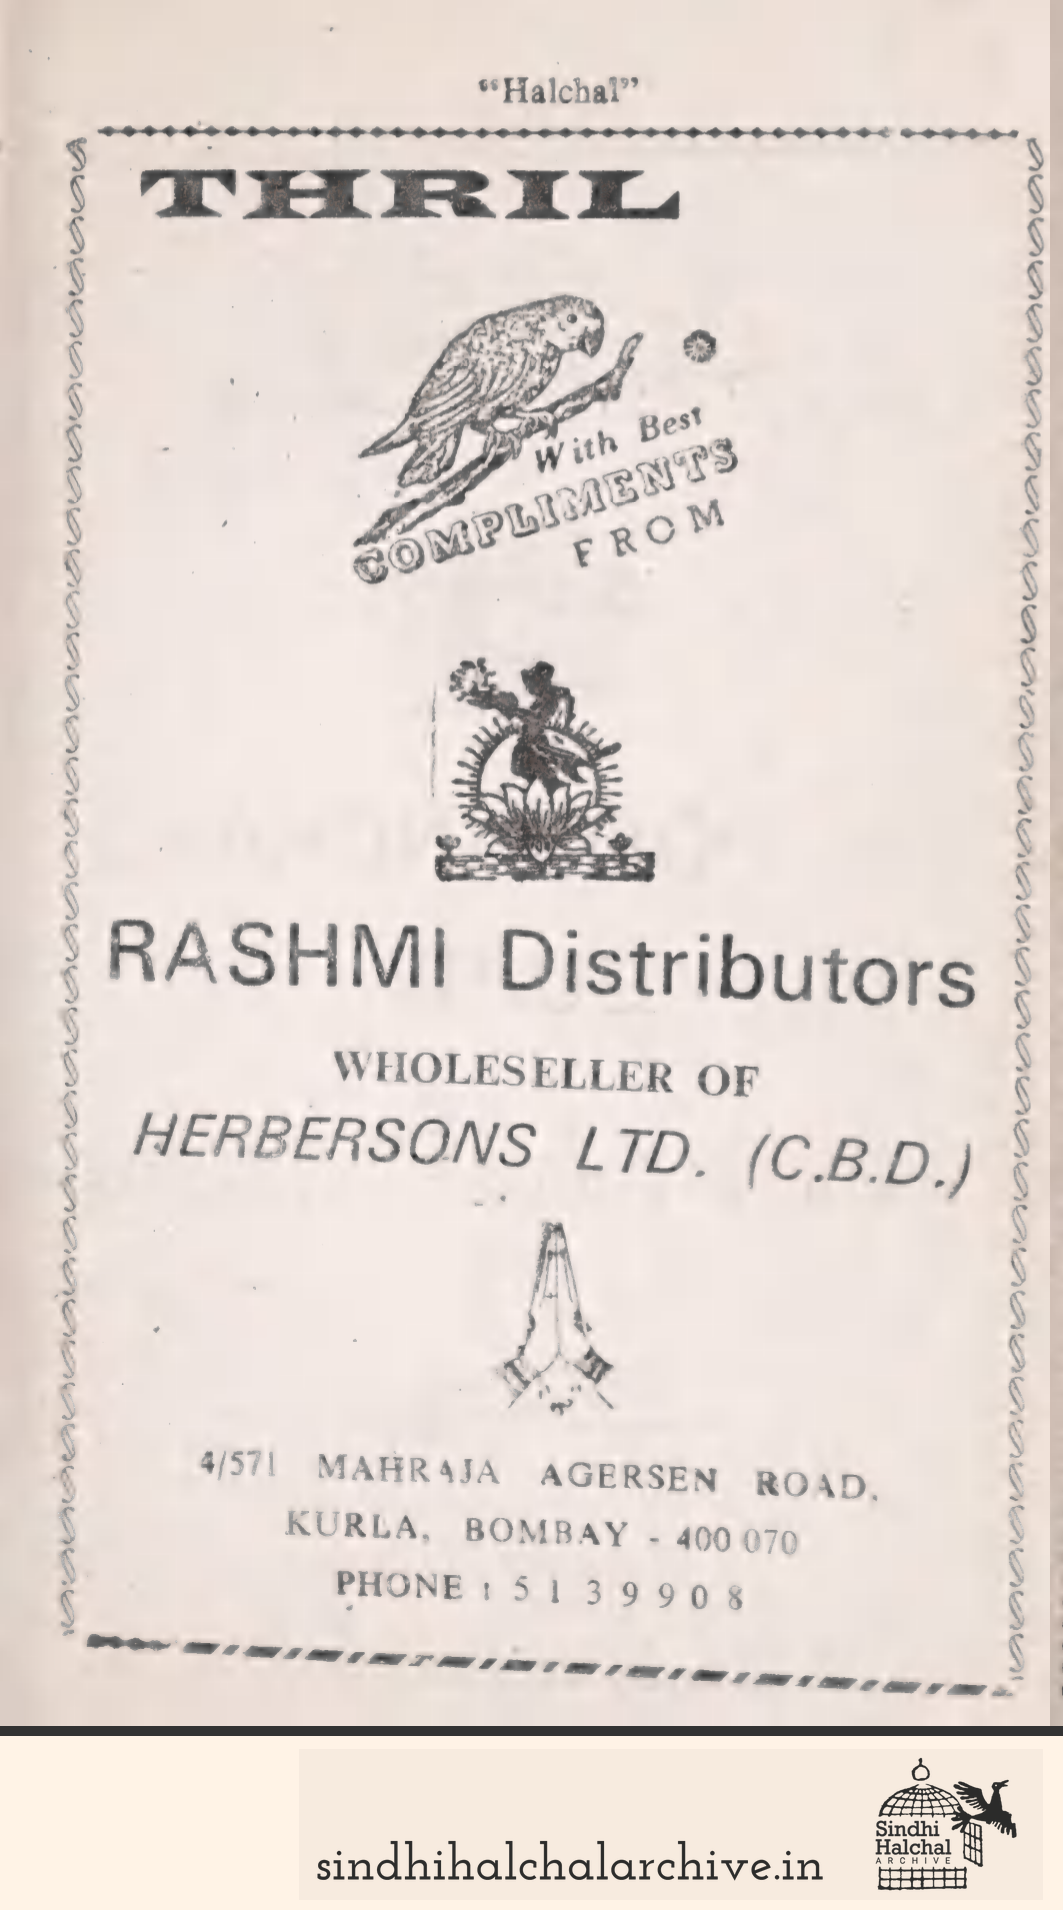 “Halchal”
THRIL
With Best
COMPLIMENTS
FROM
RASHMI Distributors
WHOLESELLER OF
HERBERSONS LTD. (C.B.D.)
4/571 MAHRAJA AGERSEN ROAD,
KURLA, BOMBAY - 400 070
PHONE : 5 1 3 9 9 0 8
sindhihalchalarchive.in
Sindhi
Halchal
ARCHIVE